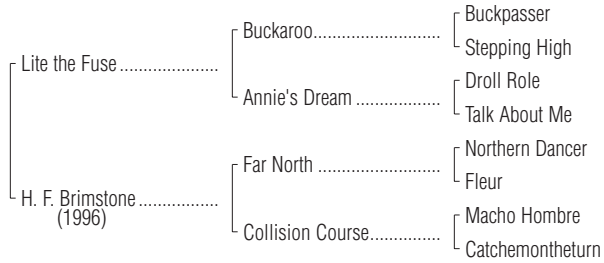 Buckpasser
Buckaroo..........................
Stepping High
Lite the Fuse ....................
Droll Role
Annie's Dream .................
Talk About Me
Northern Dancer
Far North ........................
Fleur
H. F. Brimstone ................
(1996)
Macho Hombre
Collision Course..............
Catchemontheturn